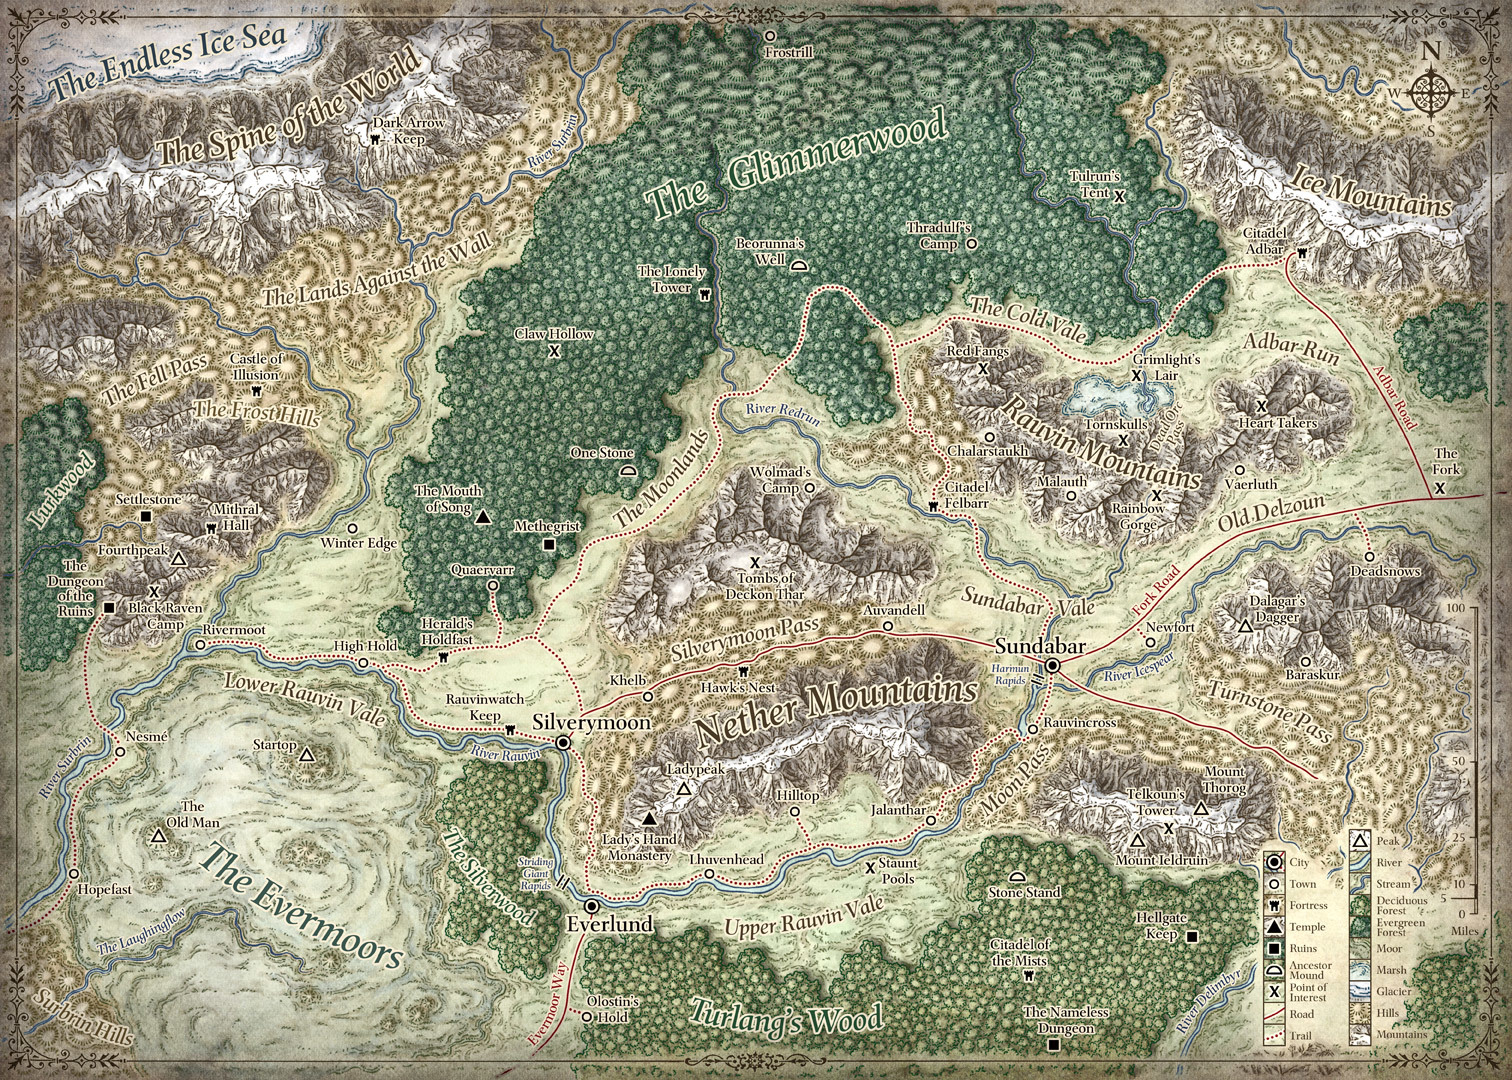 The Endless Ice Sea
The Spine of the World
Dark Arrow
Keep
River Surbrin
Frostrill
The Glimmerwood
N
W
E
S
Tulrun's
Tent
Ice Mountains
Citadel
Adbar
Thradulf's
Camp
Beorunna's
Well
The Lonely
Tower
The Lands Against the Wall
Claw Hollow
The Cold Vale
Red Fangs
Grimlight's
Lair
Adbar Run
Adbar Road
The Fell Pass
Castle of
Illusion
The Frost Hills
River Redrun
Rauvin Mountains
Tornskulls
Heart Takers
Chalarstaukh
Malauth
Rainbow
Gorge
Vaerluth
The
Fork
Old Delzoun
Fork Road
Lurkwood
Settlestone
Mithral
Hall
Fourthpeak
The
Dungeon
of the
Ruins
Black Raven
Camp
Winter Edge
The Mouth
of Song
One Stone
The Moonlands
Methegrist
Quaervarr
Wolmad's
Camp
Citadel
Felbarr
Tombs of
Deckon Thar
Sundabar Vale
Deadsnows
Dalagar's
Dagger
Baraskur
Newfort
River Icespear
Turnstone Pass
Rivermoot
High Hold
Herald's
Holdfast
Silverymoon Pass
Auvandell
Sundabar
Harmun
Rapids
Khelb
Hawk's Nest
Nether Mountains
Lower Rauvin Vale
Rauvinwatch
Keep
Silverymoon
River Rauvin
Rauvincross
Moon Pass
Nesmé
River Surbrin
Startop
The
Old Man
Hopefast
The Evermoors
The Laughingflow
Surbrin Hills
The Silverwood
Striding
Giant
Rapids
Ladypeak
Lady's Hand
Monastery
Hilltop
Jalanthar
Lhuvenhead
Staunt
Pools
Everlund
Upper Rauvin Vale
Evermoor Way
Olostin's
Hold
Turlang's Wood
Mount
Thorog
Telkoun's
Tower
Mount Ieldruin
Stone Stand
Citadel of
the Mists
Hellgate
Keep
The Nameless
Dungeon
River Delimbyr
City
Town
Fortress
Temple
Ruins
Ancestor
Mound
Point of
Interest
Road
Trail
Peak
River
Stream
Deciduous
Forest
Evergreen
Forest
Moor
Marsh
Glacier
Hills
Mountains
100
50
25
10
5
0
Miles